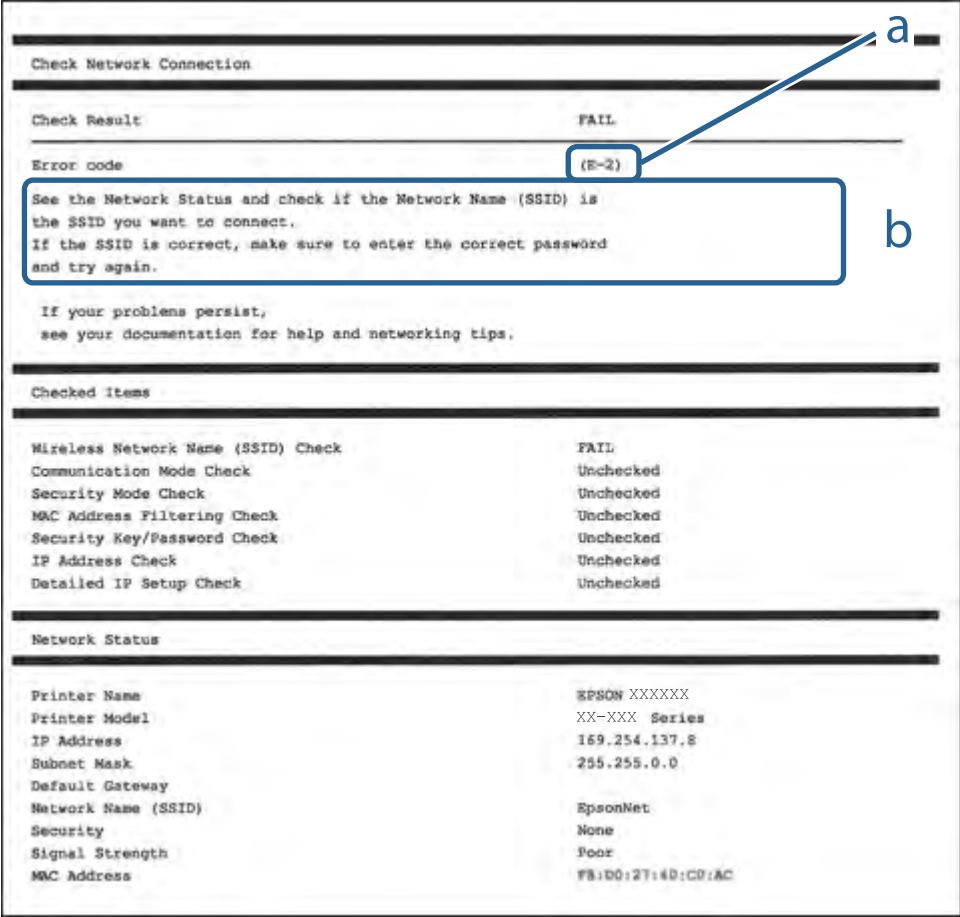 a
Check Network Connection
Check Result FAIL
Error code (E-2)
See the Network Status and check if the Network Name (SSID) is
the SSID you want to connect.
If the SSID is correct, make sure to enter the correct password
and try again.
b
If your problems persist,
see your documentation for help and networking tips.
Checked Items
Wireless Network Name (SSID) Check FAIL
Communication Mode Check Unchecked
Security Mode Check Unchecked
MAC Address Filtering Check Unchecked
Security Key/Password Check Unchecked
IP Address Check Unchecked
Detailed IP Setup Check Unchecked
Network Status
Printer Name EPSON XXXXXX
Printer Model XX-XXX Series
IP Address 169.254.137.8
Subnet Mask 255.255.0.0
Default Gateway
Network Name (SSID) EpsonNet
Security None
Signal Strength Poor
MAC Address F8:D0:27:40:C0:AC